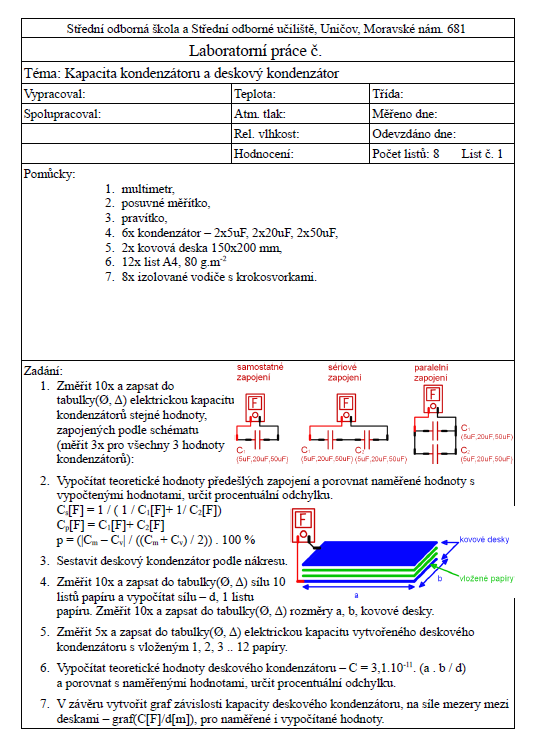 Střední odborná škola a Střední odborné učiliště, Uničov, Moravské nám. 681
Laboratorní práce č.
Téma: Kapacita kondenzátoru a deskový kondenzátor
Vypracoval: Teplota: Třída:
Spolupracoval: Atm. tlak: Měřeno dne:
Rel. vlhkost: Odevzdáno dne:
Hodnocení: Počet listů: 8 List č. 1
Pomůcky:
1. multimetr,
2. posuvné měřítko,
3. pravítko,
4. 6x kondenzátor – 2x5uF, 2x20uF, 2x50uF,
5. 2x kovová deska 150x200 mm,
6. 12x list A4, 80 g.m-2
7. 8x izolované vodiče s krokosvorkami.
Zadání:
1. Změřit 10x a zapsat do
tabulky(Ø, Δ) elektrickou kapacitu
kondenzátorů stejné hodnoty,
zapojených podle schématu
(měřit 3x pro všechny 3 hodnoty
kondenzátorů):
samostatné
zapojení
F
C1
(5uF,20uF,50uF)
sériové
zapojení
F
C1 C2
(5uF,20uF,50uF) (5uF,20uF,50uF)
paralelní
zapojení
F
C1
(5uF,20uF,50uF)
C2
(5uF,20uF,50uF)
2. Vypočítat teoretické hodnoty předešlých zapojení a porovnat naměřené hodnoty s
vypočtenými hodnotami, určit procentuální odchylku.
Cs[F] = 1 / ( 1 / C1[F]+ 1/ C2[F])
Cp[F] = C1[F]+ C2[F]
p = (|Cm – Cv| / ((Cm + Cv) / 2)) . 100 %
3. Sestavit deskový kondenzátor podle nákresu.
F
kovové desky
vložené papíry
a
b
4. Změřit 10x a zapsat do tabulky(Ø, Δ) sílu 10
listů papíru a vypočítat sílu – d, 1 listu
papíru. Změřit 10x a zapsat do tabulky(Ø, Δ) rozměry a, b, kovové desky.
5. Změřit 5x a zapsat do tabulky(Ø, Δ) elektrickou kapacitu vytvořeného deskového
kondenzátoru s vloženým 1, 2, 3 .. 12 papíry.
6. Vypočítat teoretické hodnoty deskového kondenzátoru – C = 3,1.10-11. (a . b / d)
a porovnat s naměřenými hodnotami, určit procentuální odchylku.
7. V závěru vytvořit graf závislosti kapacity deskového kondenzátoru, na síle mezery mezi
deskami – graf(C[F]/d[m]), pro naměřené i vypočítané hodnoty.